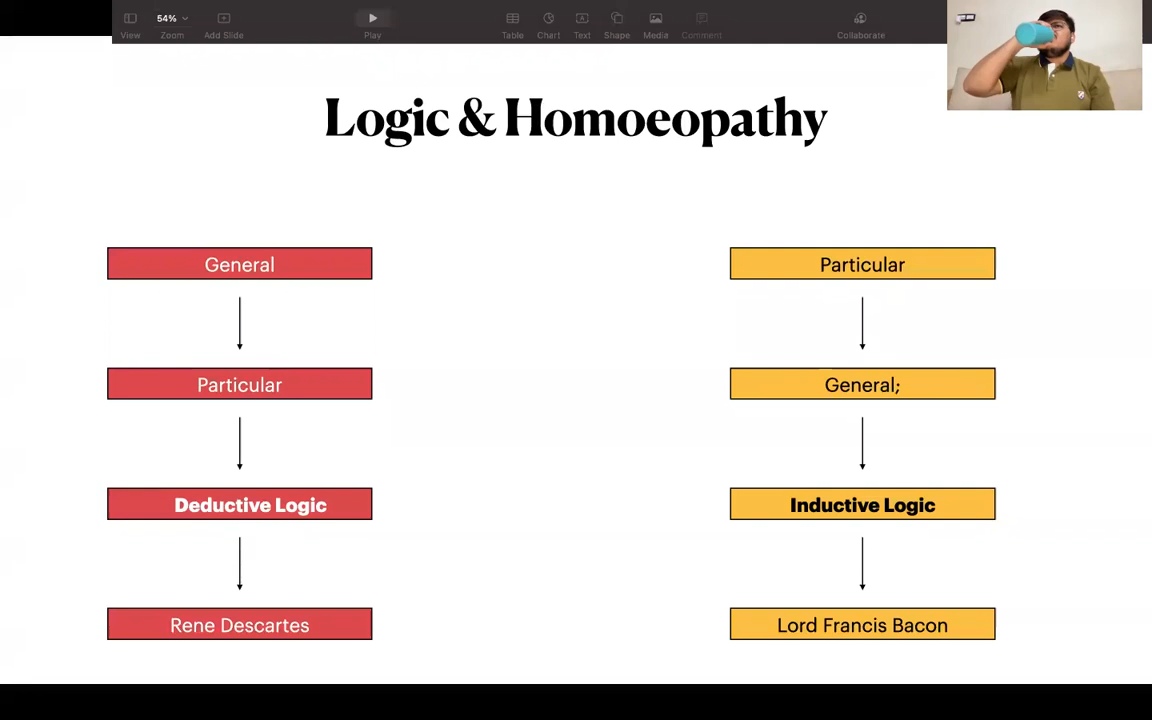 54%
View
Zoom
Add Slide
Play
Table
Chart
Text
Shape
Media
Comment
Collaborate
Logic & Homoeopathy
General
Particular
Deductive Logic
Rene Descartes
Particular
General;
Inductive Logic
Lord Francis Bacon